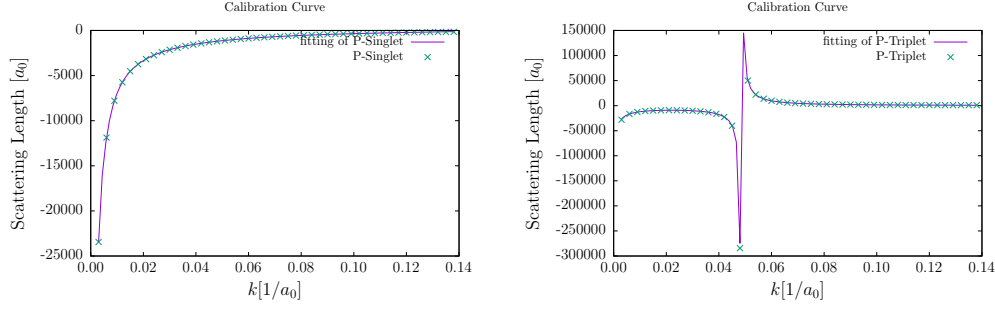 Calibration Curve
0
-5000
-10000
-15000
-20000
-25000
0.00 0.02 0.04 0.06 0.08 0.10 0.12 0.14
Scattering Length [a₀]
k[1/a₀]
fitting of P-Singlet
P-Singlet
Calibration Curve
150000
100000
50000
0
-50000
-100000
-150000
-200000
-250000
-300000
0.00 0.02 0.04 0.06 0.08 0.10 0.12 0.14
Scattering Length [a₀]
k[1/a₀]
fitting of P-Triplet
P-Triplet